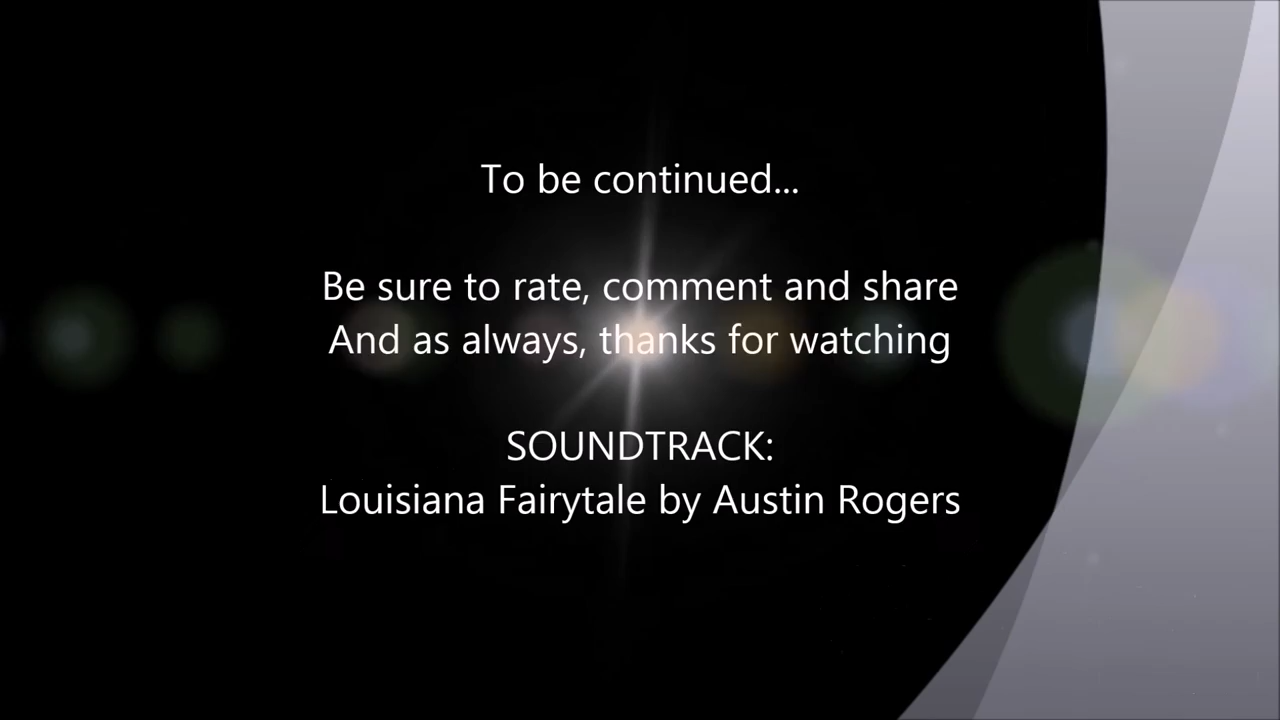 To be continued...
Be sure to rate, comment and share
And as always, thanks for watching
SOUNDTRACK:
Louisiana Fairytale by Austin Rogers